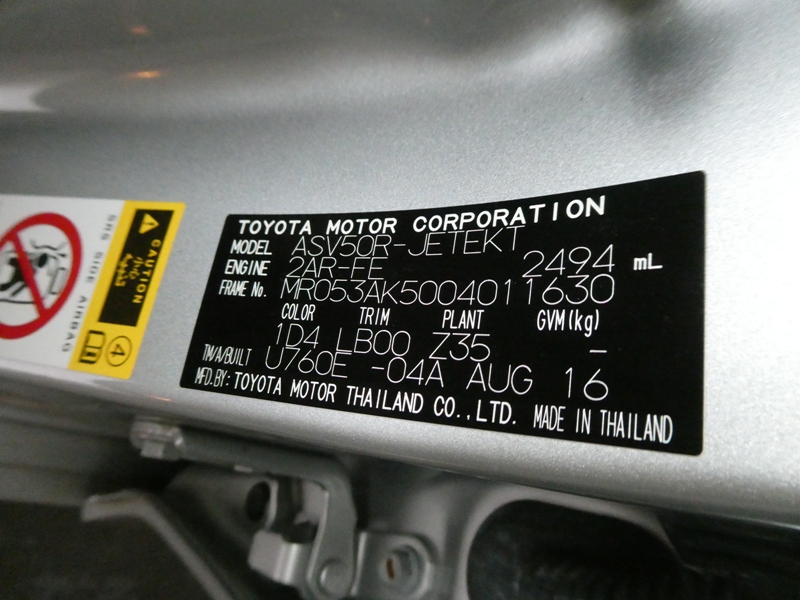 TOYOTA MOTOR CORPORATION
MODEL ASV50R-JETEKT
ENGINE 2AR-FE 2494 mL
FRAME No. MR053AK5004011630
COLOR TRIM PLANT GVM(kg)
1D4 LB00 Z35 –
TM/A/BUILT U760E -04A AUG 16
MFD.BY: TOYOTA MOTOR THAILAND CO.,LTD. MADE IN THAILAND
CAUTION
SRS SIDE AIRBAG
4